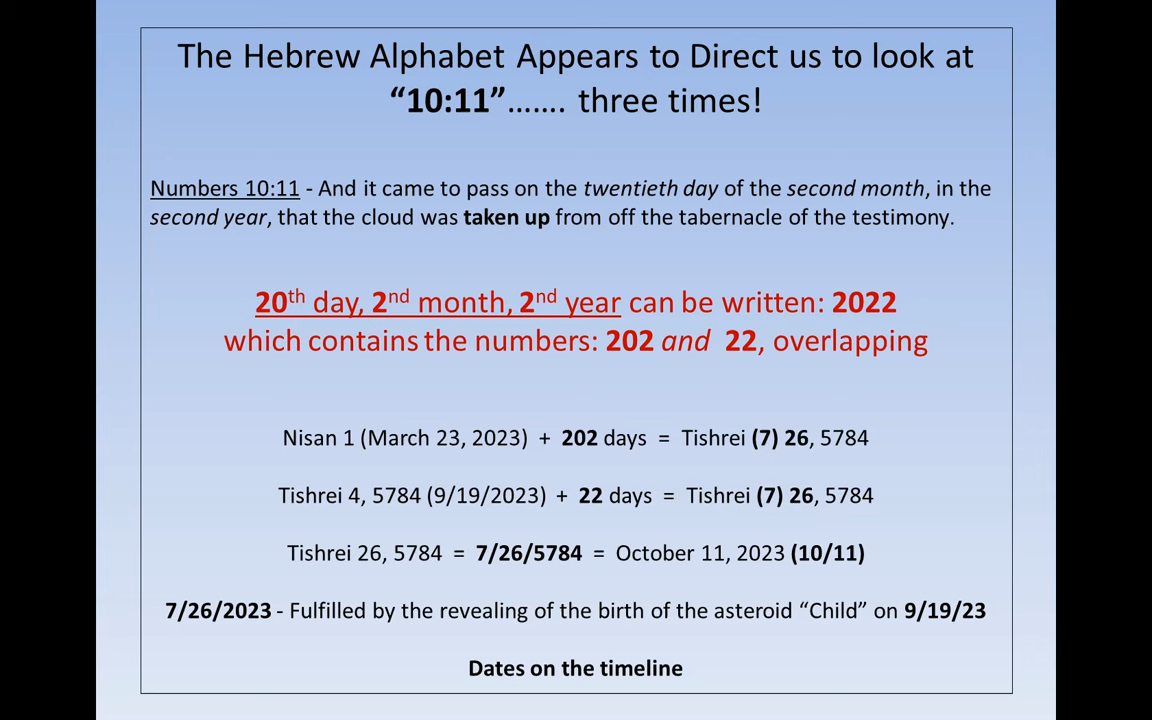 The Hebrew Alphabet Appears to Direct us to look at
“10:11”……. three times!
Numbers 10:11 - And it came to pass on the twentieth day of the second month, in the
second year, that the cloud was taken up from off the tabernacle of the testimony.
20th day, 2nd month, 2nd year can be written: 2022
which contains the numbers: 202 and 22, overlapping
Nisan 1 (March 23, 2023) + 202 days = Tishrei (7) 26, 5784
Tishrei 4, 5784 (9/19/2023) + 22 days = Tishrei (7) 26, 5784
Tishrei 26, 5784 = 7/26/5784 = October 11, 2023 (10/11)
7/26/2023 - Fulfilled by the revealing of the birth of the asteroid “Child” on 9/19/23
Dates on the timeline